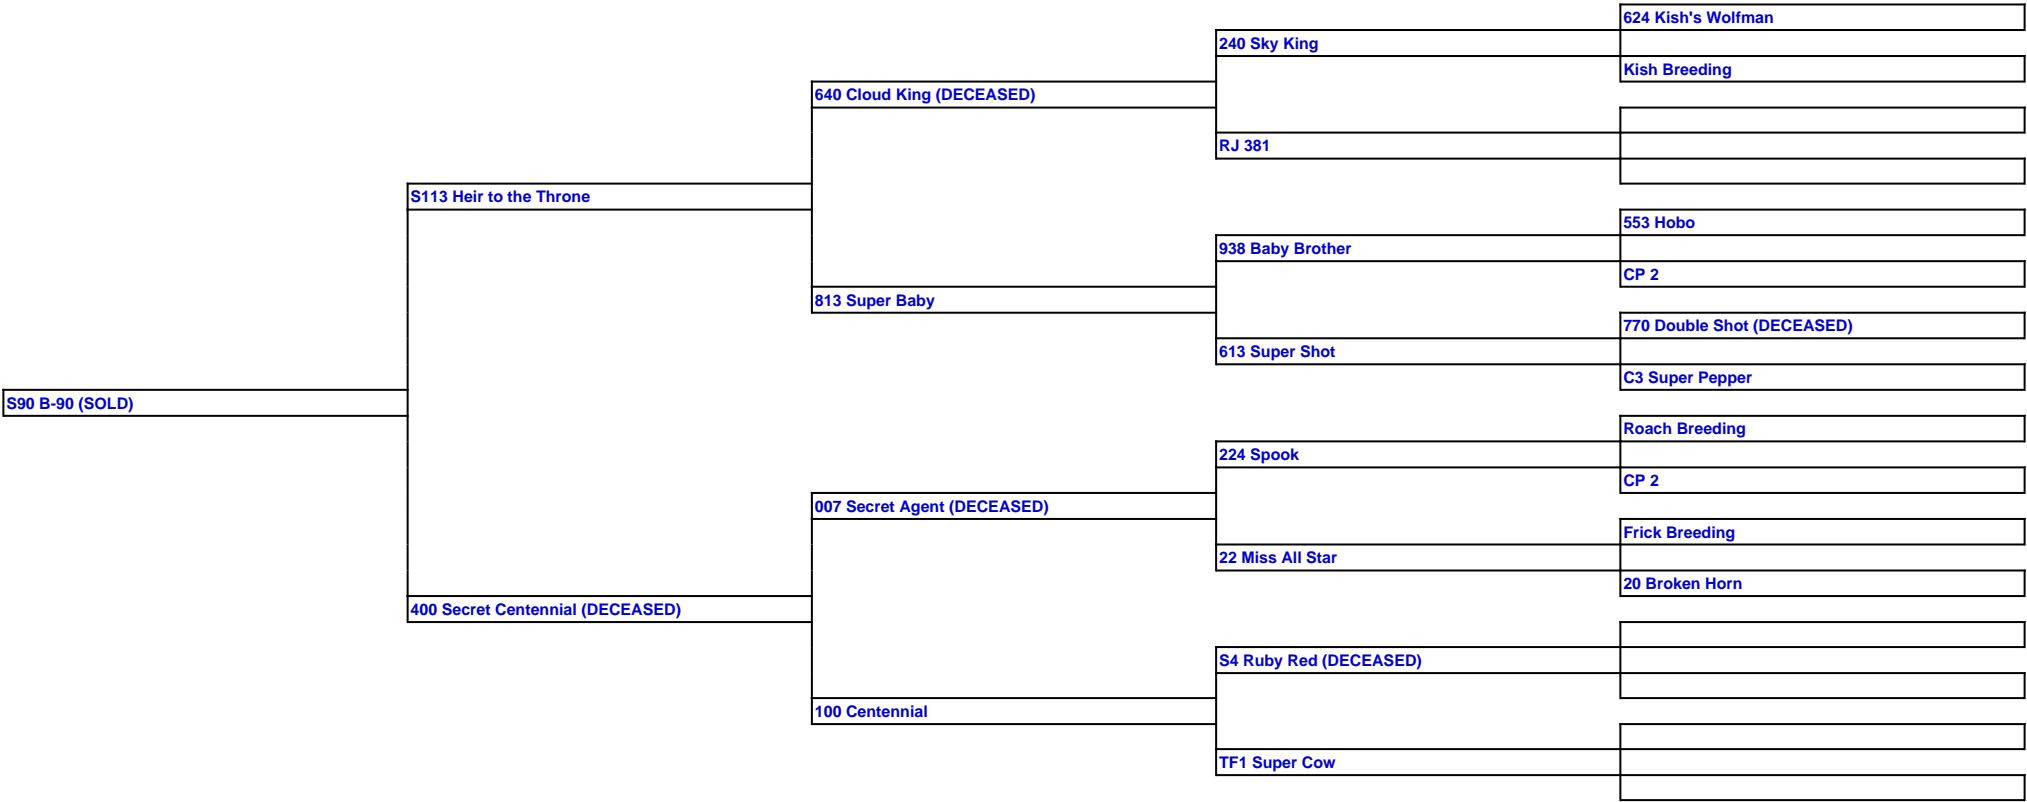 624 Kish's Wolfman
240 Sky King
Kish Breeding
640 Cloud King (DECEASED)
RJ 381
S113 Heir to the Throne
553 Hobo
938 Baby Brother
CP 2
813 Super Baby
770 Double Shot (DECEASED)
613 Super Shot
C3 Super Pepper
S90 B-90 (SOLD)
Roach Breeding
224 Spook
CP 2
007 Secret Agent (DECEASED)
Frick Breeding
22 Miss All Star
20 Broken Horn
400 Secret Centennial (DECEASED)
S4 Ruby Red (DECEASED)
100 Centennial
TF1 Super Cow